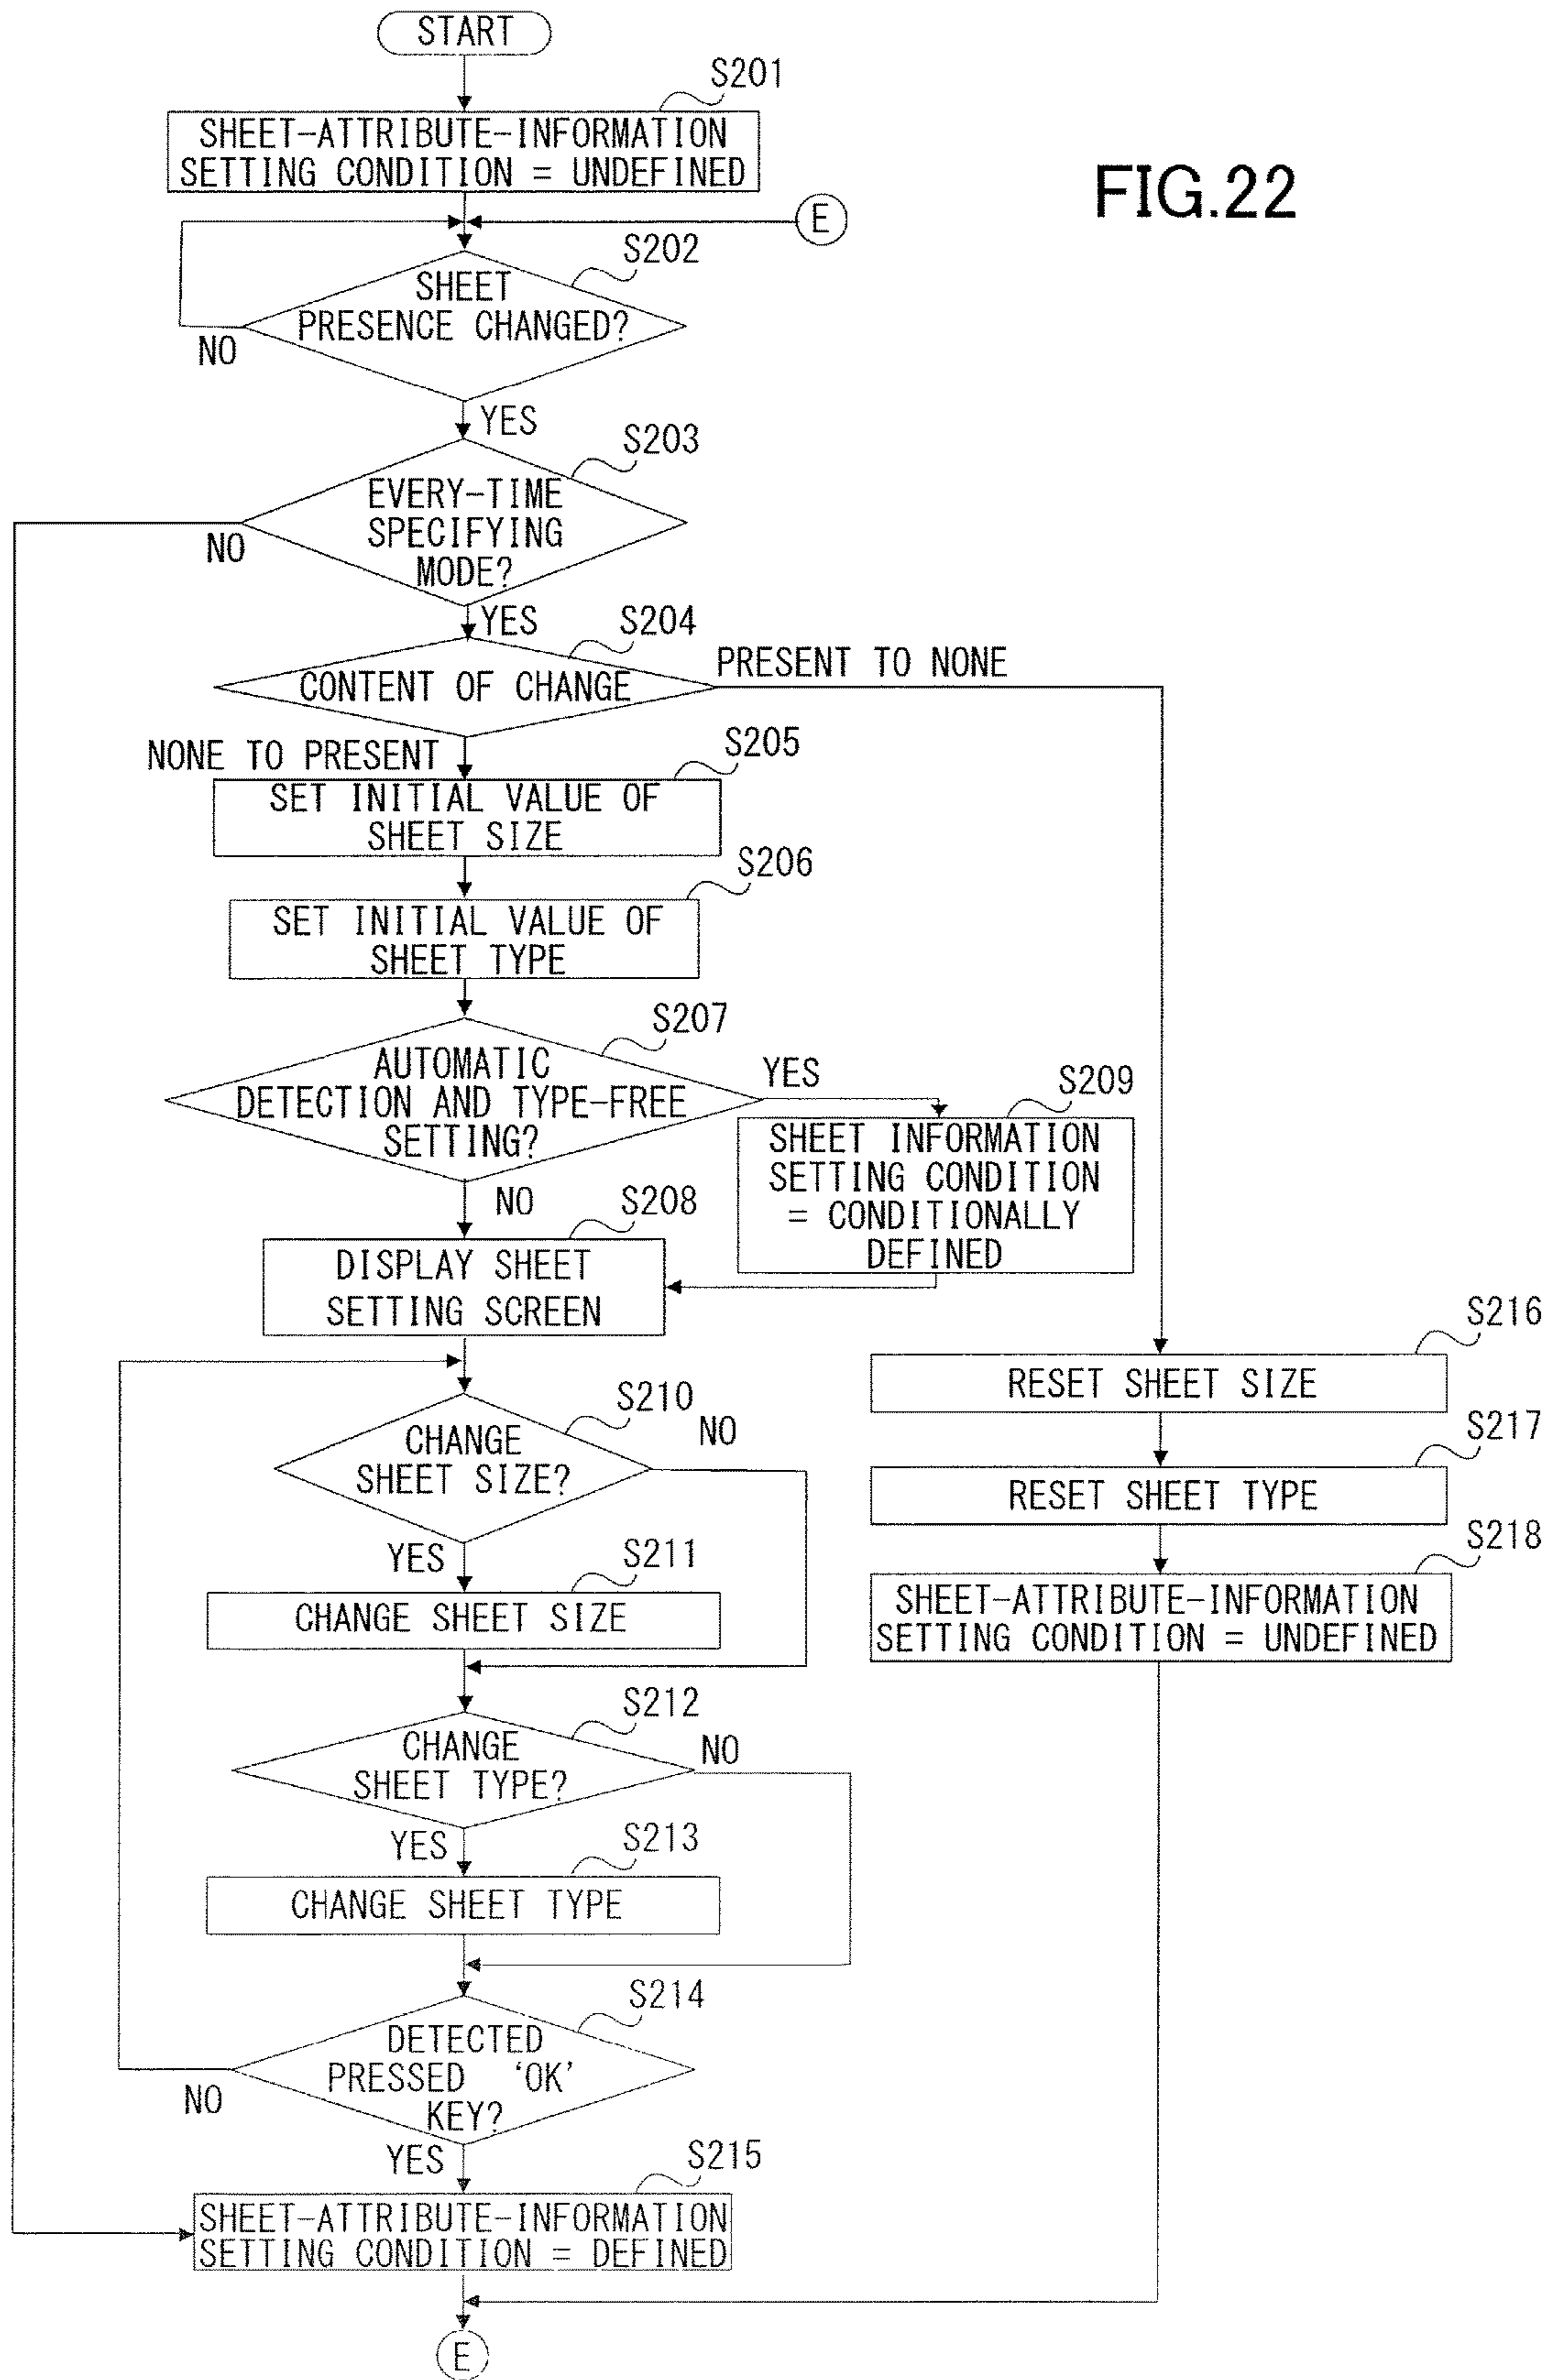 START
S201
SHEET-ATTRIBUTE-INFORMATION
SETTING CONDITION = UNDEFINED
FIG.22
E
S202
SHEET
PRESENCE CHANGED?
NO
YES
S203
EVERY-TIME
SPECIFYING
MODE?
NO
YES
S204
CONTENT OF CHANGE
PRESENT TO NONE
NONE TO PRESENT
S205
SET INITIAL VALUE OF
SHEET SIZE
S206
SET INITIAL VALUE OF
SHEET TYPE
S207
AUTOMATIC
DETECTION AND TYPE-FREE
SETTING?
YES
S209
SHEET INFORMATION
SETTING CONDITION
= CONDITIONALLY
DEFINED
NO
S208
DISPLAY SHEET
SETTING SCREEN
S210
CHANGE
SHEET SIZE?
NO
YES
S211
CHANGE SHEET SIZE
S212
CHANGE
SHEET TYPE?
NO
YES
S213
CHANGE SHEET TYPE
S214
DETECTED
PRESSED ‘OK’
KEY?
NO
YES
S215
SHEET-ATTRIBUTE-INFORMATION
SETTING CONDITION = DEFINED
S216
RESET SHEET SIZE
S217
RESET SHEET TYPE
S218
SHEET-ATTRIBUTE-INFORMATION
SETTING CONDITION = UNDEFINED
E